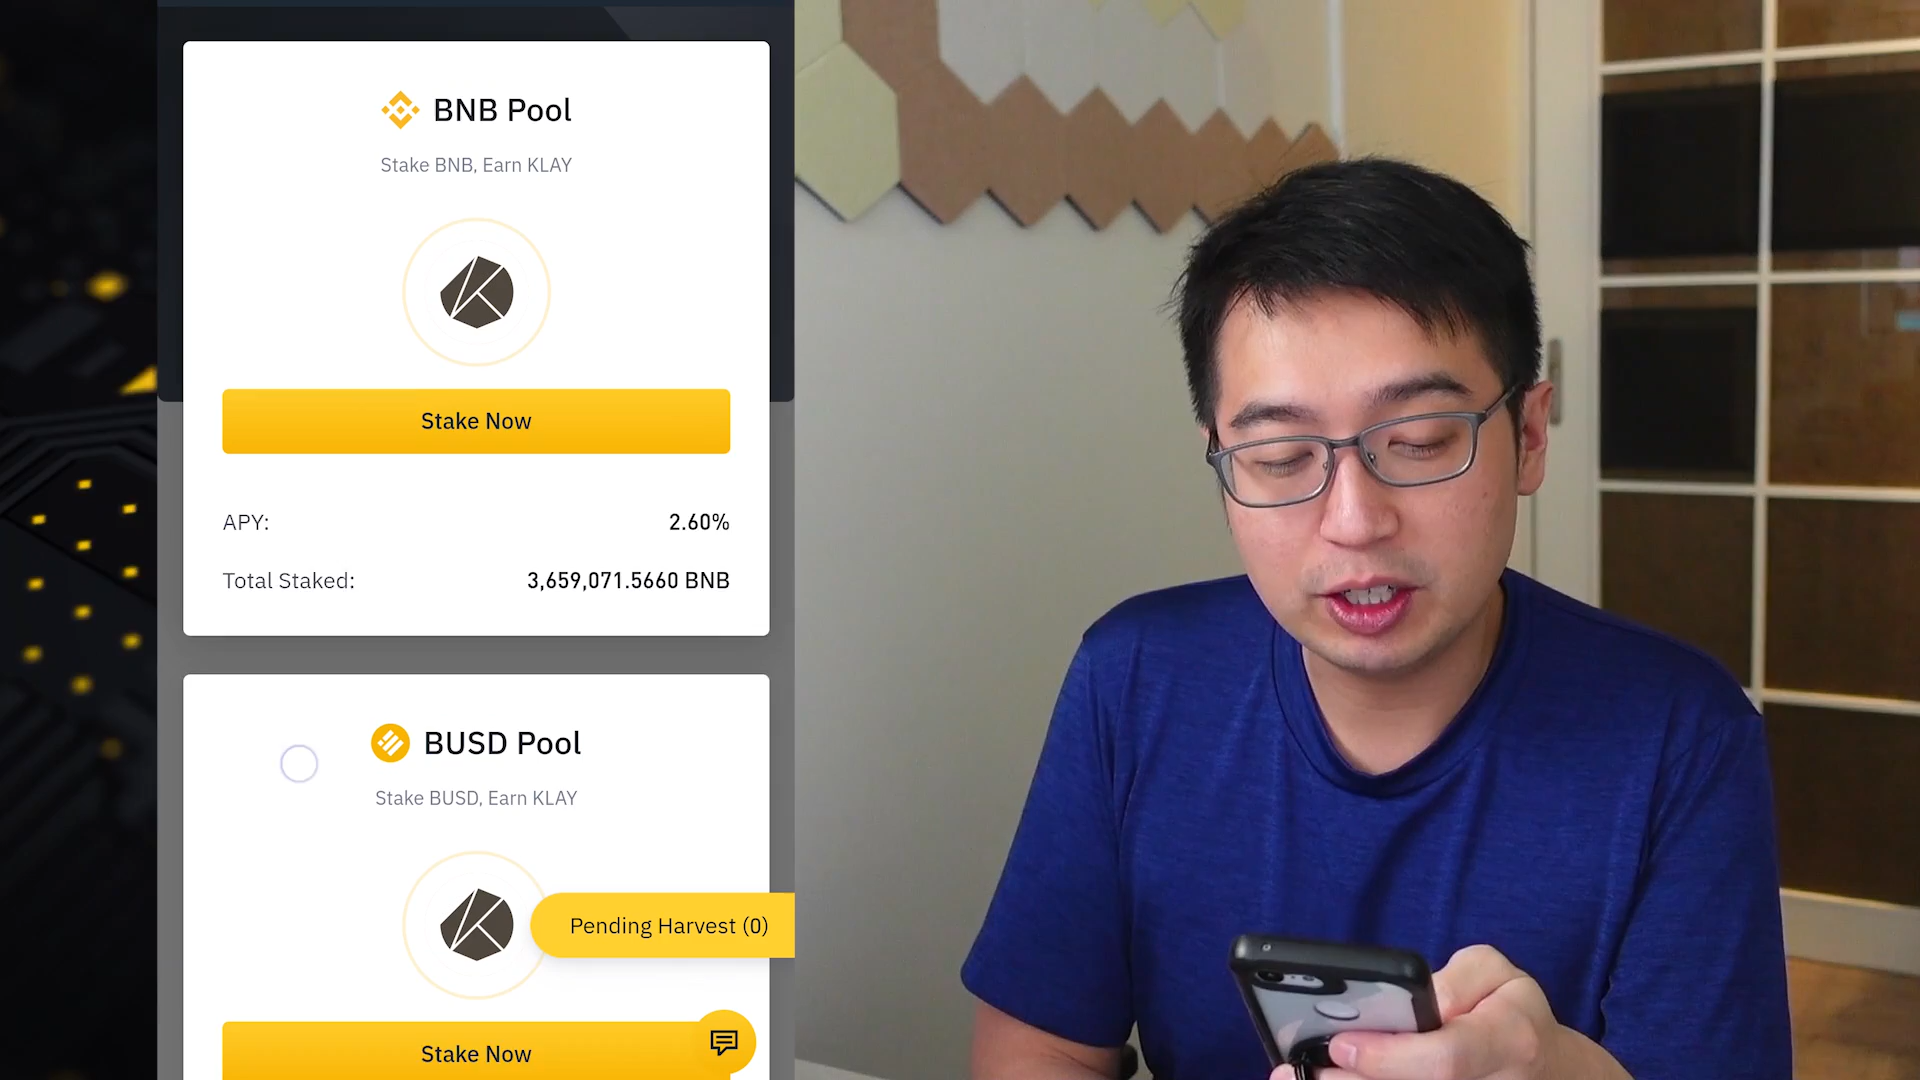 BNB Pool
Stake BNB, Earn KLAY
Stake Now
APY: 2.60%
Total Staked: 3,659,071.5660 BNB
BUSD Pool
Stake BUSD, Earn KLAY
Pending Harvest (0)
Stake Now